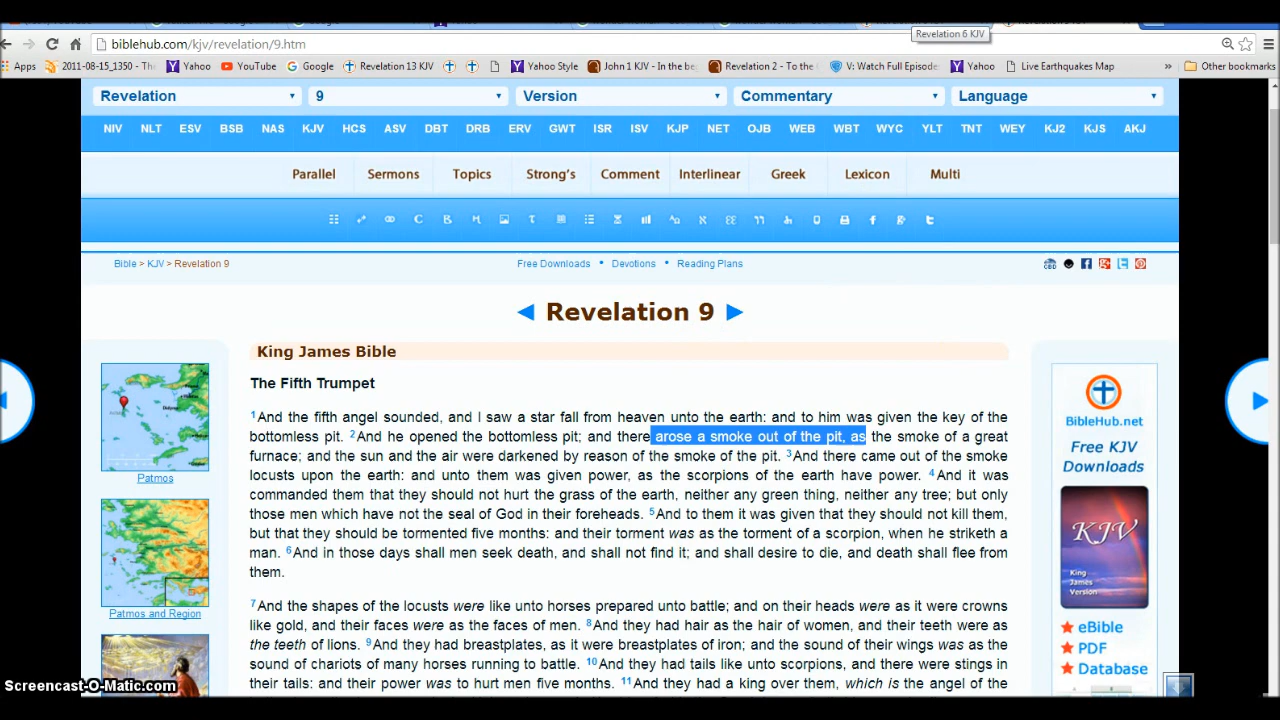 Revelation 6 KJV
biblehub.com/kjv/revelation/9.htm
Apps 2011-08-15_1350 - Th Yahoo YouTube Google Revelation 13 KJV Yahoo Style John 1 KJV - In the be Revelation 2 - To the V: Watch Full Episode Yahoo Live Earthquakes Map » Other bookmarks
Revelation 9 Version Commentary Language
NIV NLT ESV BSB NAS KJV HCS ASV DBT DRB ERV GWT ISR ISV KJP NET OJB WEB WBT WYC YLT TNT WEY KJ2 KJS AKJ
Parallel Sermons Topics Strong's Comment Interlinear Greek Lexicon Multi
Bible > KJV > Revelation 9 Free Downloads • Devotions • Reading Plans
◄ Revelation 9 ►
King James Bible
The Fifth Trumpet
1And the fifth angel sounded, and I saw a star fall from heaven unto the earth: and to him was given the key of the
bottomless pit. 2And he opened the bottomless pit; and there arose a smoke out of the pit, as the smoke of a great
furnace; and the sun and the air were darkened by reason of the smoke of the pit. 3And there came out of the smoke
locusts upon the earth: and unto them was given power, as the scorpions of the earth have power. 4And it was
commanded them that they should not hurt the grass of the earth, neither any green thing, neither any tree; but only
those men which have not the seal of God in their foreheads. 5And to them it was given that they should not kill them,
but that they should be tormented five months: and their torment was as the torment of a scorpion, when he striketh a
man. 6And in those days shall men seek death, and shall not find it; and shall desire to die, and death shall flee from
them.
7And the shapes of the locusts were like unto horses prepared unto battle; and on their heads were as it were crowns
like gold, and their faces were as the faces of men. 8And they had hair as the hair of women, and their teeth were as
the teeth of lions. 9And they had breastplates, as it were breastplates of iron; and the sound of their wings was as the
sound of chariots of many horses running to battle. 10And they had tails like unto scorpions, and there were stings in
their tails: and their power was to hurt men five months. 11And they had a king over them, which is the angel of the
Patmos
Patmos and Region
BibleHub.net
Free KJV
Downloads
KJV
King
James
Version
eBible
PDF
Database
Screencast-O-Matic.com